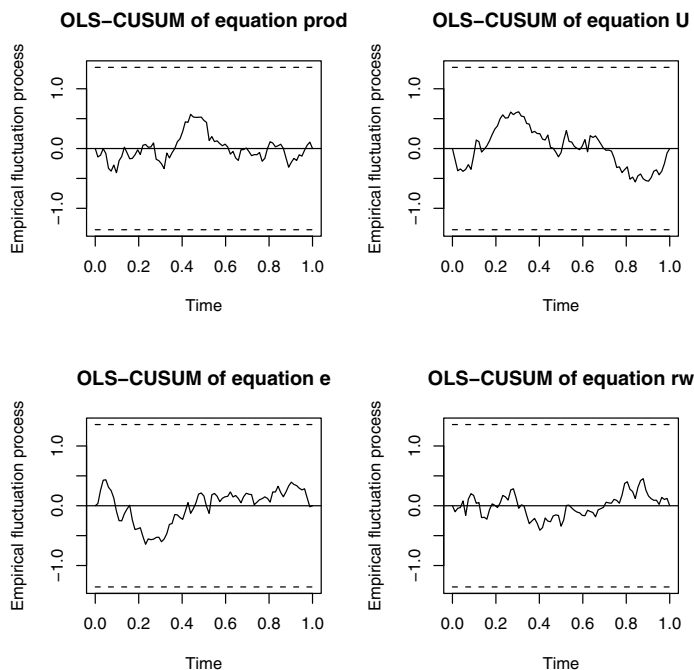 OLS−CUSUM of equation prod
Empirical fluctuation process
1.0
0.0
−1.0
0.0 0.2 0.4 0.6 0.8 1.0
Time
OLS−CUSUM of equation U
Empirical fluctuation process
1.0
0.0
−1.0
0.0 0.2 0.4 0.6 0.8 1.0
Time
OLS−CUSUM of equation e
Empirical fluctuation process
1.0
0.0
−1.0
0.0 0.2 0.4 0.6 0.8 1.0
Time
OLS−CUSUM of equation rw
Empirical fluctuation process
1.0
0.0
−1.0
0.0 0.2 0.4 0.6 0.8 1.0
Time